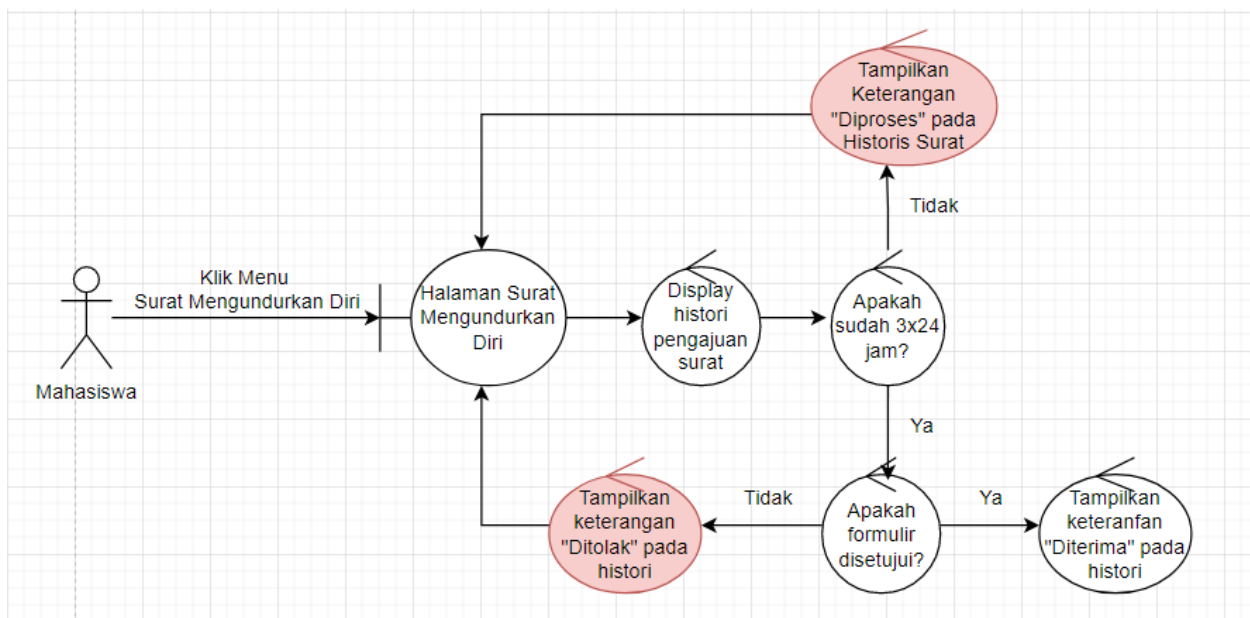 Tampilkan
Keterangan
"Diproses" pada
Historis Surat
Tidak
Klik Menu
Surat Mengundurkan Diri
Mahasiswa
Halaman Surat
Mengundurkan
Diri
Display
histori
pengajuan
surat
Apakah
sudah 3x24
jam?
Ya
Tampilkan
keterangan
"Ditolak" pada
histori
Tidak
Apakah
formulir
disetujui?
Ya
Tampilkan
keteranfan
"Diterima" pada
histori